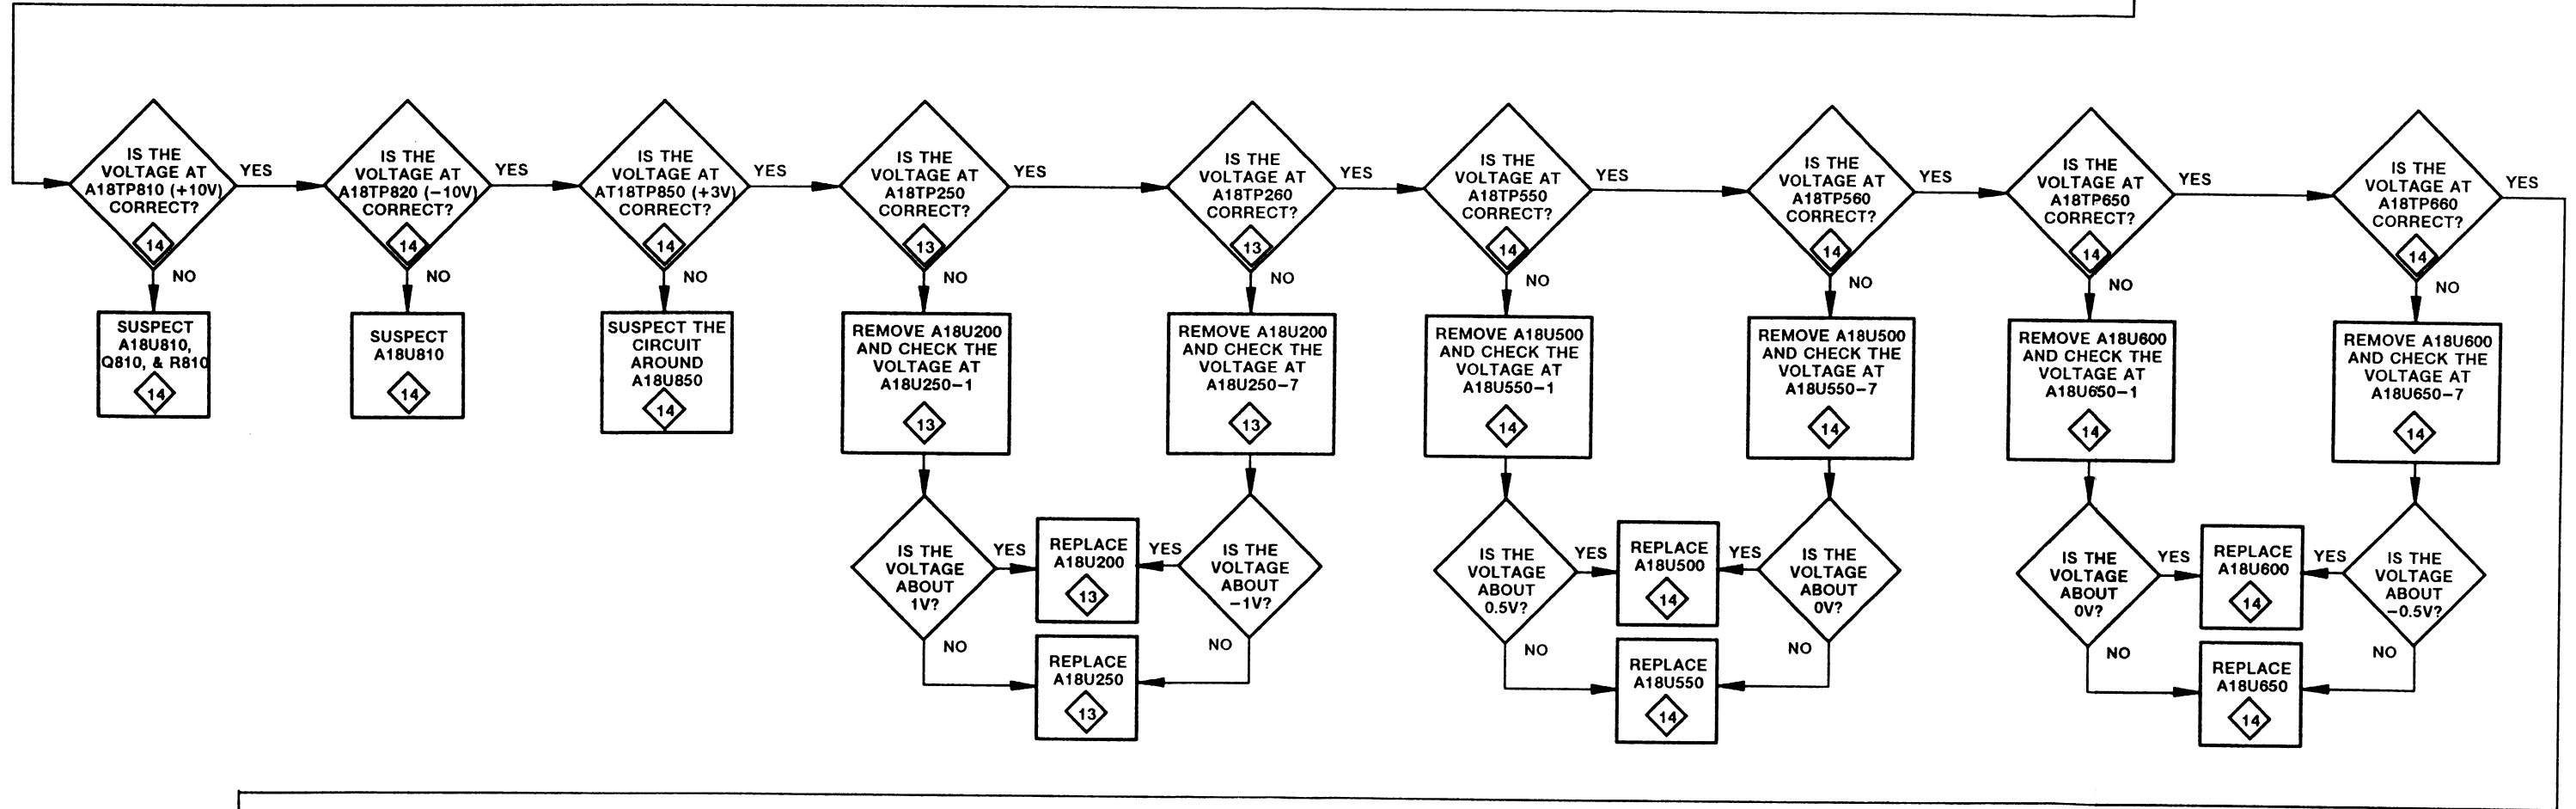 IS THE
VOLTAGE AT
A18TP810 (+10V)
CORRECT?
14
YES
NO
SUSPECT
A18U810,
Q810, & R810
14
IS THE
VOLTAGE AT
A18TP820 (−10V)
CORRECT?
14
YES
NO
SUSPECT
A18U810
14
IS THE
VOLTAGE AT
AT18TP850 (+3V)
CORRECT?
14
YES
NO
SUSPECT THE
CIRCUIT
AROUND
A18U850
14
IS THE
VOLTAGE AT
A18TP250
CORRECT?
13
YES
NO
REMOVE A18U200
AND CHECK THE
VOLTAGE AT
A18U250−1
13
IS THE
VOLTAGE
ABOUT
1V?
YES
NO
REPLACE
A18U200
13
REPLACE
A18U250
13
IS THE
VOLTAGE AT
A18TP260
CORRECT?
13
YES
NO
REMOVE A18U200
AND CHECK THE
VOLTAGE AT
A18U250−7
13
IS THE
VOLTAGE
ABOUT
−1V?
YES
NO
IS THE
VOLTAGE AT
A18TP550
CORRECT?
14
YES
NO
REMOVE A18U500
AND CHECK THE
VOLTAGE AT
A18U550−1
14
IS THE
VOLTAGE
ABOUT
0.5V?
YES
NO
REPLACE
A18U500
14
REPLACE
A18U550
14
IS THE
VOLTAGE AT
A18TP560
CORRECT?
14
YES
NO
REMOVE A18U500
AND CHECK THE
VOLTAGE AT
A18U550−7
14
IS THE
VOLTAGE
ABOUT
0V?
YES
NO
IS THE
VOLTAGE AT
A18TP650
CORRECT?
14
YES
NO
REMOVE A18U600
AND CHECK THE
VOLTAGE AT
A18U650−1
14
IS THE
VOLTAGE
ABOUT
0V?
YES
NO
REPLACE
A18U600
14
REPLACE
A18U650
14
IS THE
VOLTAGE AT
A18TP660
CORRECT?
14
YES
NO
REMOVE A18U600
AND CHECK THE
VOLTAGE AT
A18U650−7
14
IS THE
VOLTAGE
ABOUT
−0.5V?
YES
NO